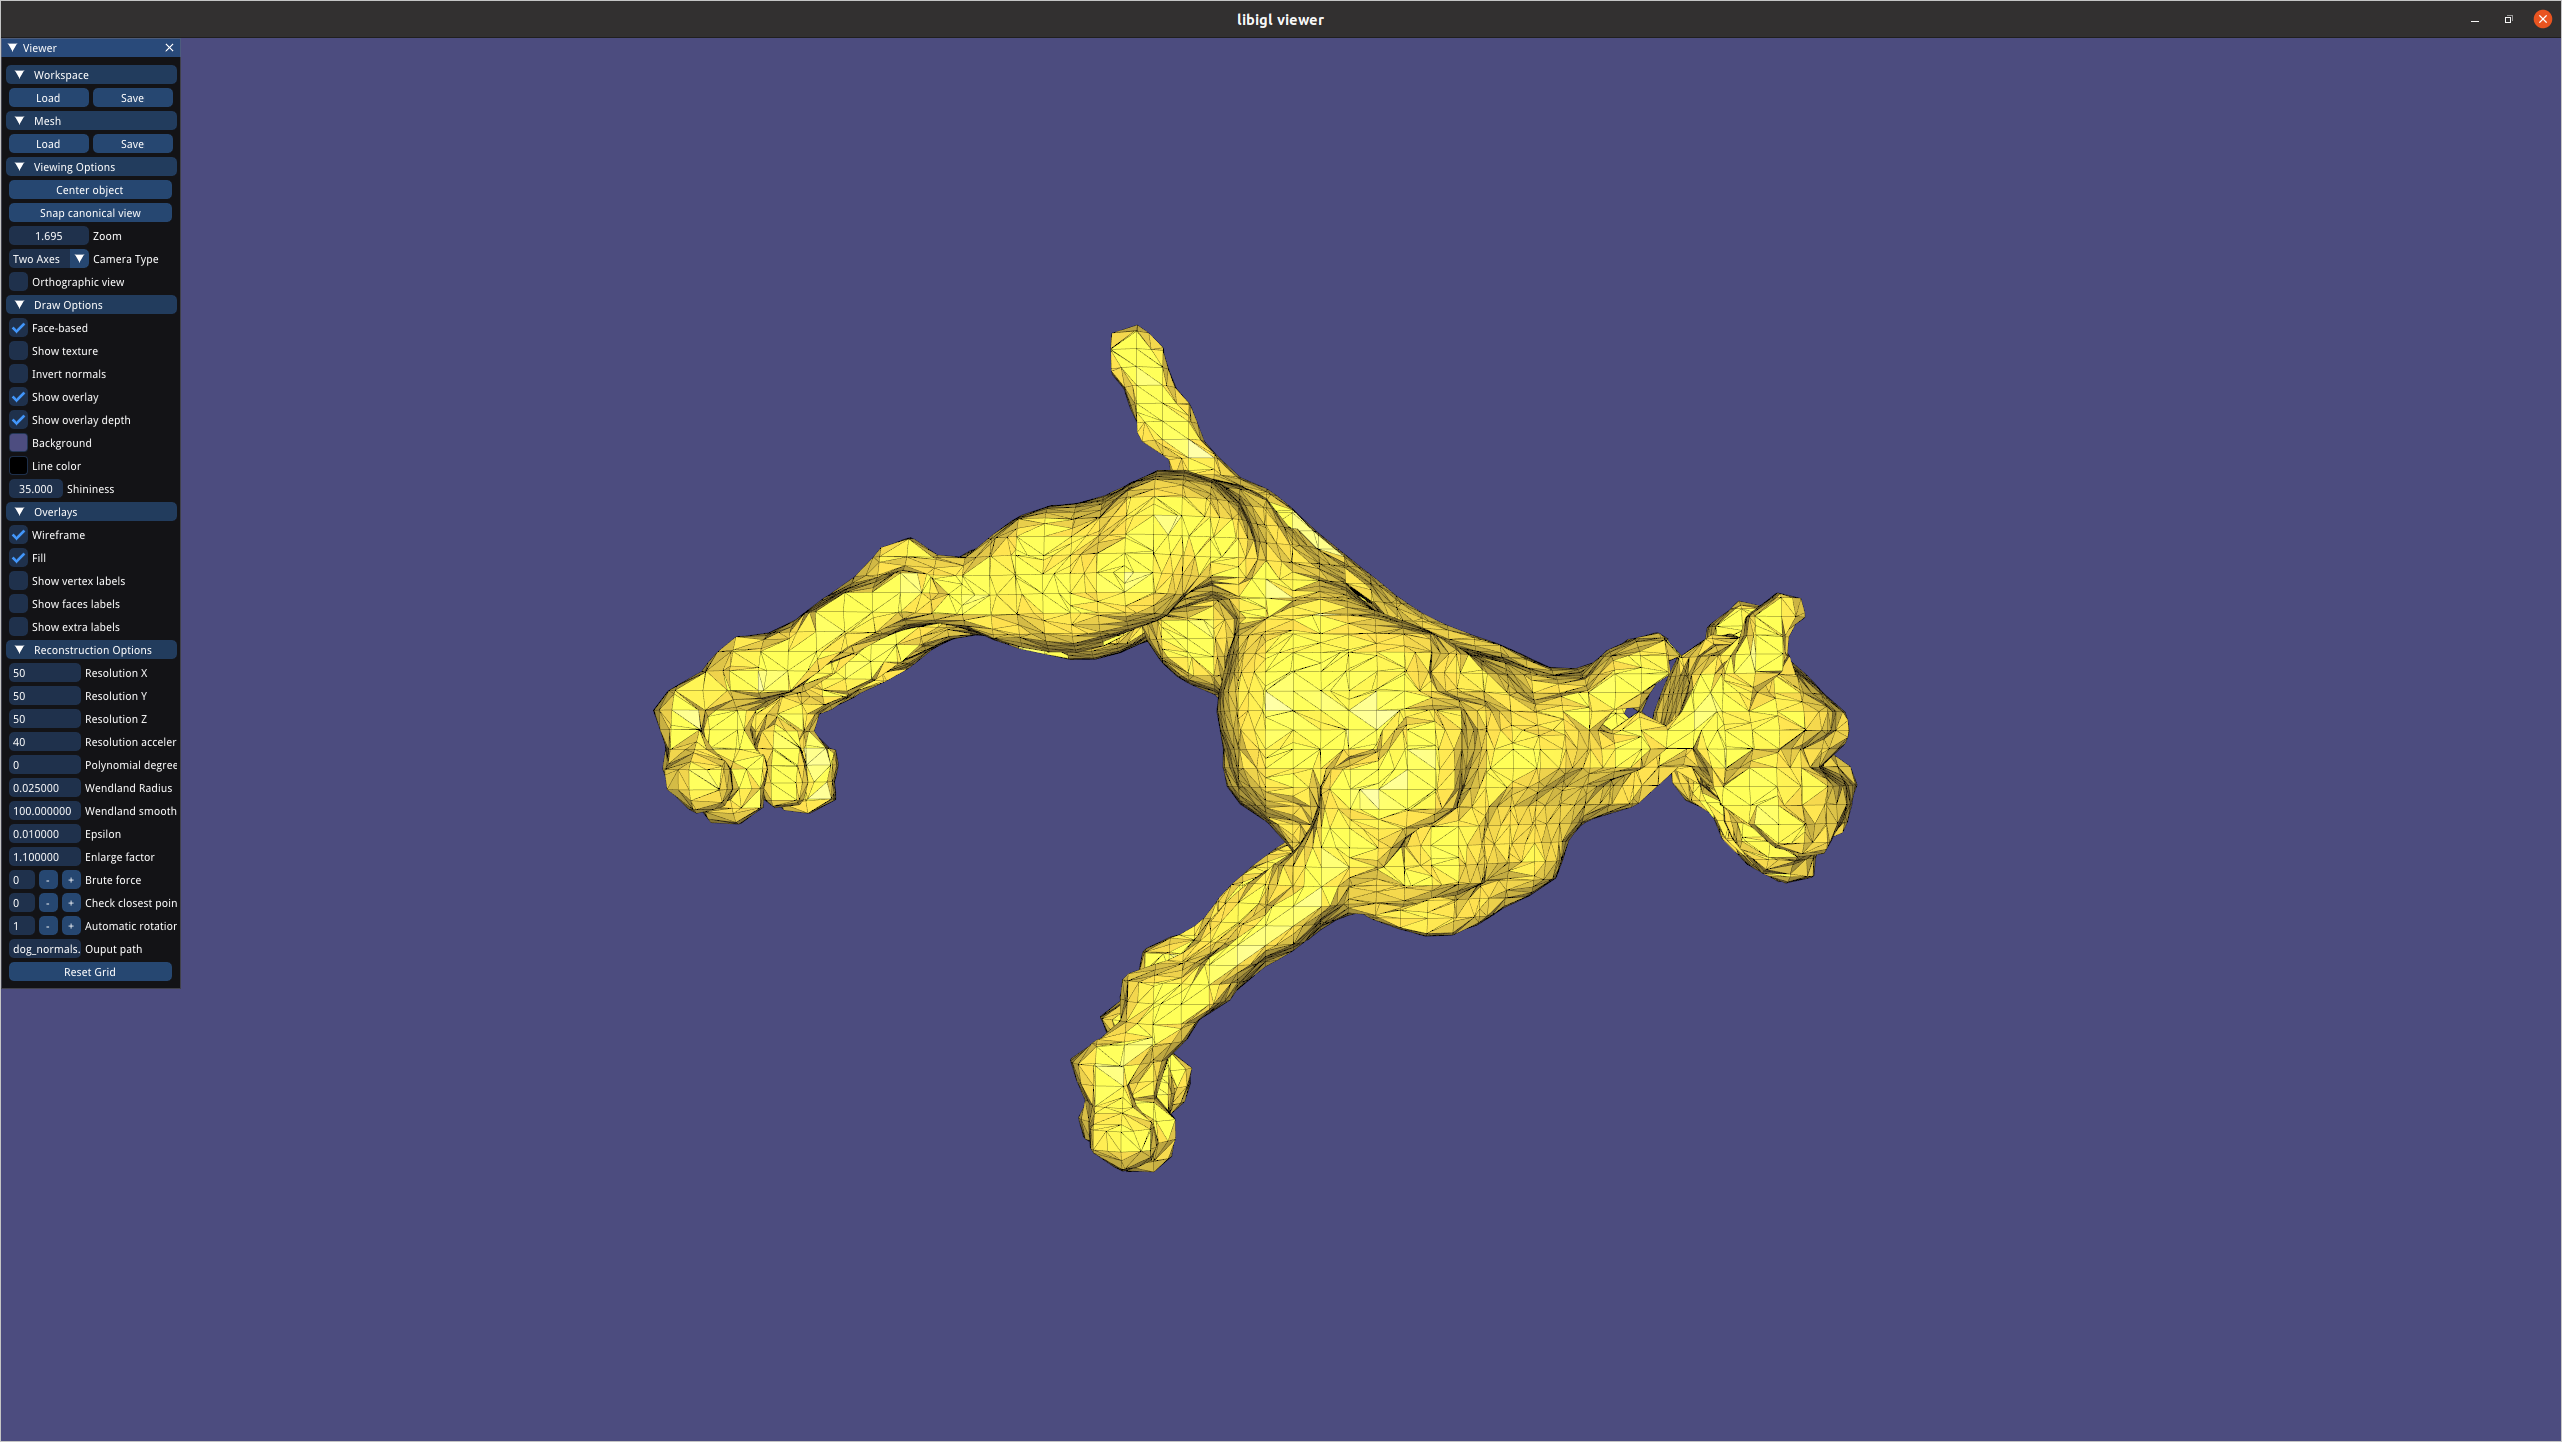 libigl viewer
Viewer
Workspace
Load Save
Mesh
Load Save
Viewing Options
Center object
Snap canonical view
1.695 Zoom
Two Axes Camera Type
Orthographic view
Draw Options
Face-based
Show texture
Invert normals
Show overlay
Show overlay depth
Background
Line color
35.000 Shininess
Overlays
Wireframe
Fill
Show vertex labels
Show faces labels
Show extra labels
Reconstruction Options
50 Resolution X
50 Resolution Y
50 Resolution Z
40 Resolution acceler
0 Polynomial degree
0.025000 Wendland Radius
100.000000 Wendland smooth
0.010000 Epsilon
1.100000 Enlarge factor
0 - + Brute force
0 - + Check closest poin
1 - + Automatic rotation
dog_normals. Ouput path
Reset Grid